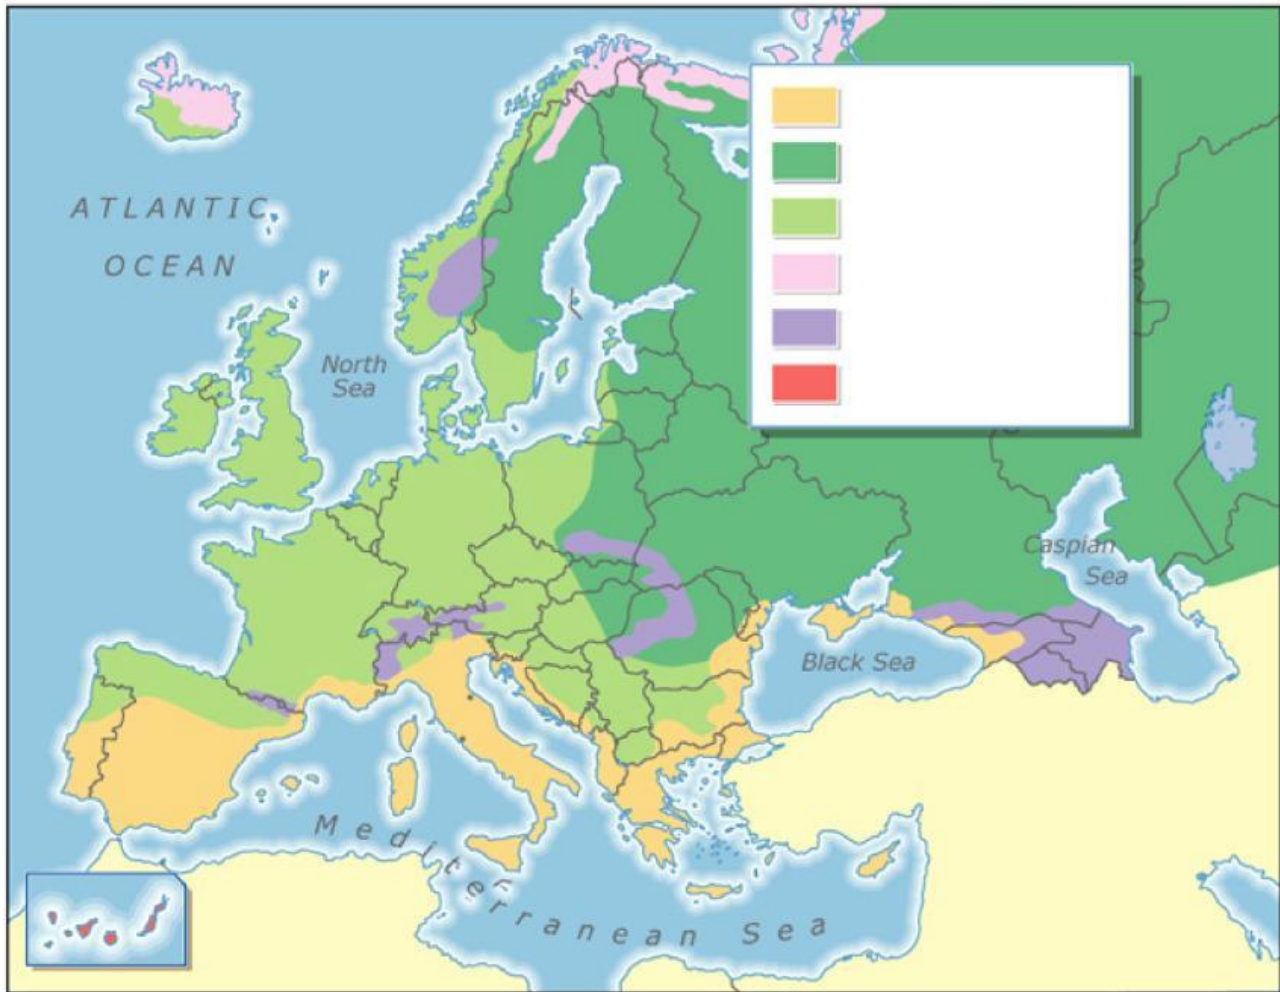 ATLANTIC
OCEAN
North
Sea
Caspian
Sea
Black Sea
Mediterranean Sea